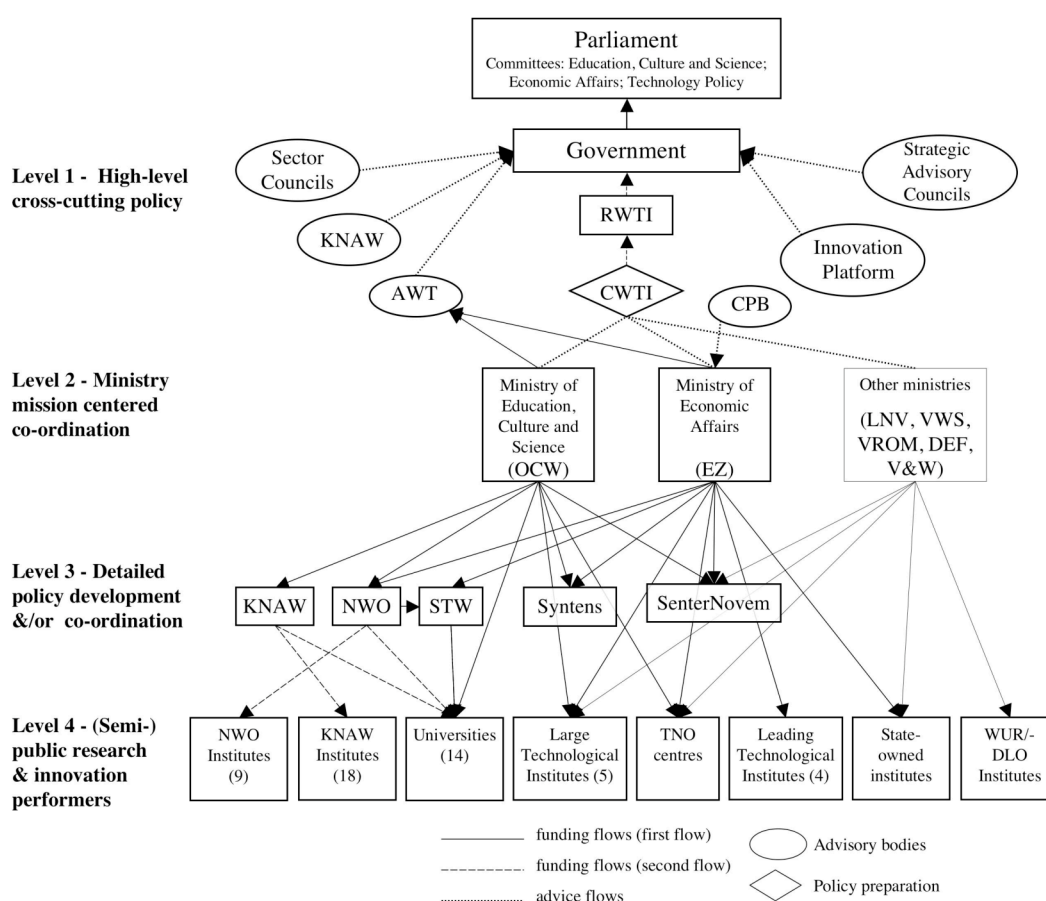 Parliament
Committees: Education, Culture and Science;
Economic Affairs; Technology Policy
Government
Sector
Councils
Strategic
Advisory
Councils
Level 1 - High-level
cross-cutting policy
RWTI
KNAW
Innovation
Platform
AWT
CWTI
CPB
Level 2 - Ministry
mission centered
co-ordination
Ministry of
Education,
Culture and
Science
(OCW)
Ministry of
Economic
Affairs
(EZ)
Other ministries
(LNV, VWS,
VROM, DEF,
V&W)
Level 3 - Detailed
policy development
&/or co-ordination
KNAW
NWO
STW
Syntens
SenterNovem
Level 4 - (Semi-)
public research
& innovation
performers
NWO
Institutes
(9)
KNAW
Institutes
(18)
Universities
(14)
Large
Technological
Institutes (5)
TNO
centres
Leading
Technological
Institutes (4)
State-
owned
institutes
WUR/-
DLO
Institutes
funding flows (first flow)
funding flows (second flow)
advice flows
Advisory bodies
Policy preparation